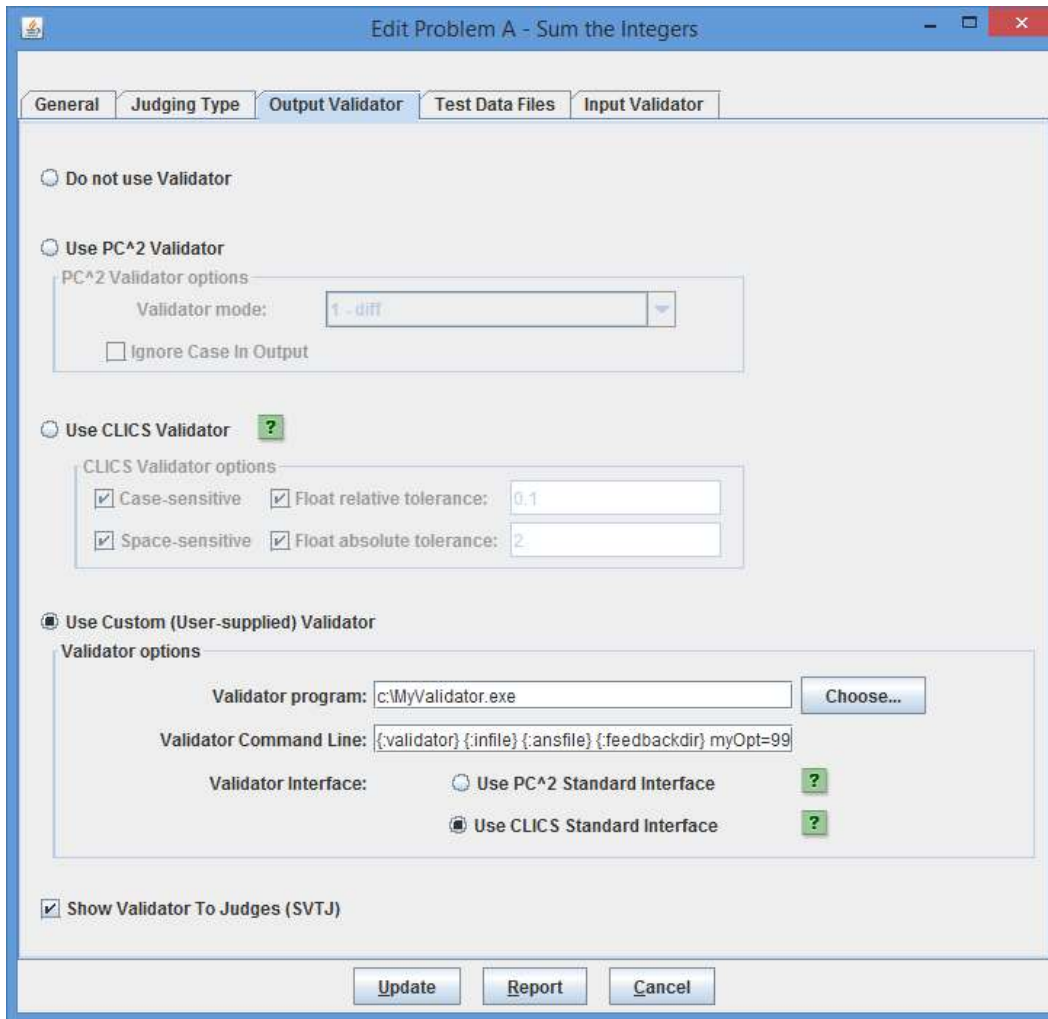 Edit Problem A - Sum the Integers
General Judging Type Output Validator Test Data Files Input Validator
Do not use Validator
Use PC^2 Validator
PC^2 Validator options
Validator mode: 1 - diff
Ignore Case In Output
Use CLICS Validator ?
CLICS Validator options
Case-sensitive Float relative tolerance: 0.1
Space-sensitive Float absolute tolerance: 2
Use Custom (User-supplied) Validator
Validator options
Validator program: c:\MyValidator.exe Choose...
Validator Command Line: {:validator} {:infile} {:ansfile} {:feedbackdir} myOpt=99
Validator Interface: Use PC^2 Standard Interface ?
Use CLICS Standard Interface ?
Show Validator To Judges (SVTJ)
Update Report Cancel